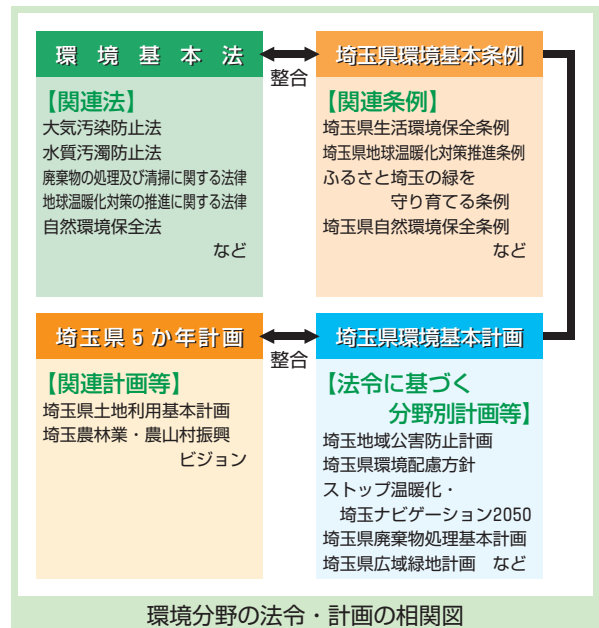 環境基本法
整合
埼玉県環境基本条例
【関連法】
大気汚染防止法
水質汚濁防止法
廃棄物の処理及び清掃に関する法律
地球温暖化対策の推進に関する法律
自然環境保全法
など
【関連条例】
埼玉県生活環境保全条例
埼玉県地球温暖化対策推進条例
ふるさと埼玉の緑を
守り育てる条例
埼玉県自然環境保全条例
など
埼玉県5か年計画
整合
埼玉県環境基本計画
【関連計画等】
埼玉県土地利用基本計画
埼玉農林業・農山村振興
ビジョン
【法令に基づく
分野別計画等】
埼玉地域公害防止計画
埼玉県環境配慮方針
ストップ温暖化・
埼玉ナビゲーション2050
埼玉県廃棄物処理基本計画
埼玉県広域緑地計画 など
環境分野の法令・計画の相関図